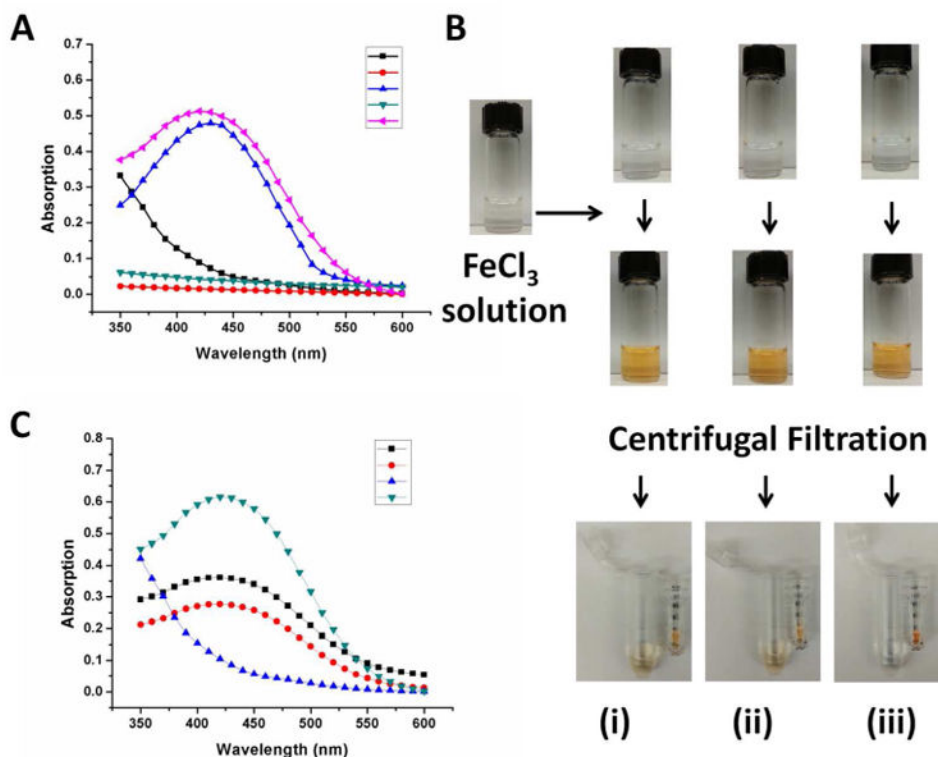 A
0.7
0.6
0.5
0.4
0.3
0.2
0.1
0.0
Absorption
350 400 450 500 550 600
Wavelength (nm)
B
FeCl₃
solution
Centrifugal Filtration
(i) (ii) (iii)
C
0.8
0.7
0.6
0.5
0.4
0.3
0.2
0.1
0.0
Absorption
350 400 450 500 550 600
Wavelength (nm)